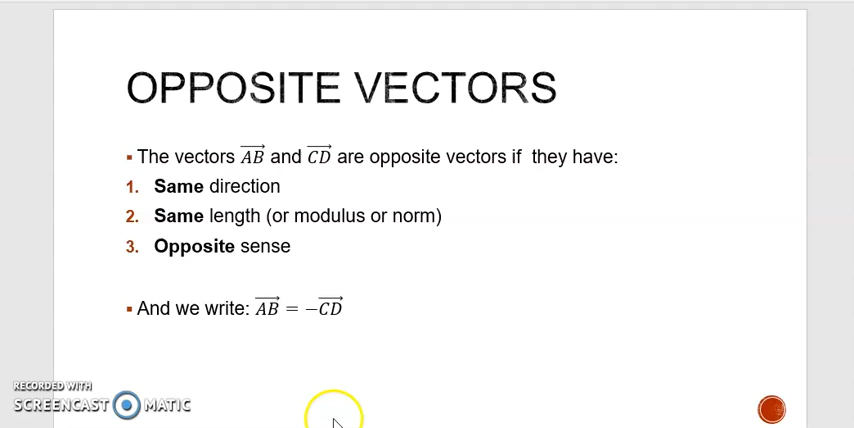 OPPOSITE VECTORS
▪ The vectors $\overrightarrow{AB}$ and $\overrightarrow{CD}$ are opposite vectors if they have:
1. Same direction
2. Same length (or modulus or norm)
3. Opposite sense
▪ And we write: $\overrightarrow{AB} = -\overrightarrow{CD}$
RECORDED WITH
SCREENCAST MATIC